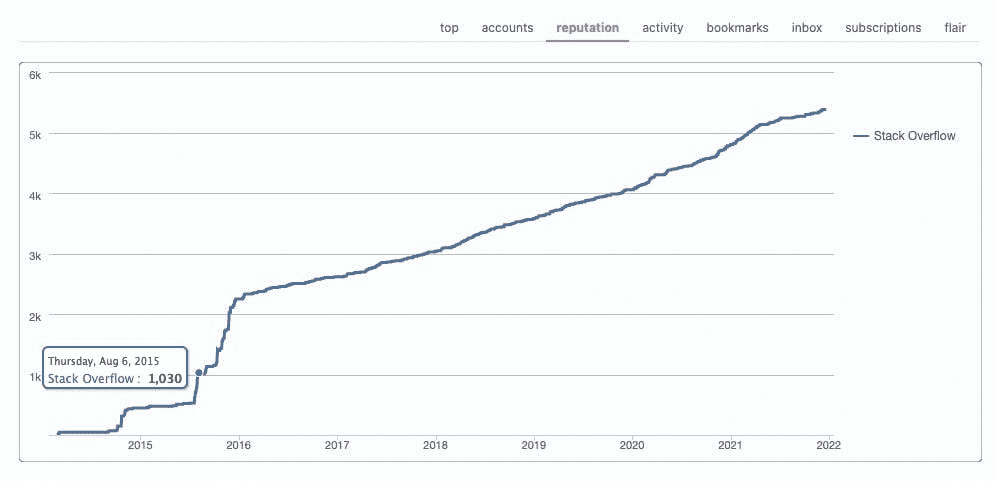 top accounts reputation activity bookmarks inbox subscriptions flair
6k
Stack Overflow
5k
4k
3k
2k
Thursday, Aug 6, 2015
Stack Overflow : 1,030
1k
2015 2016 2017 2018 2019 2020 2021 2022